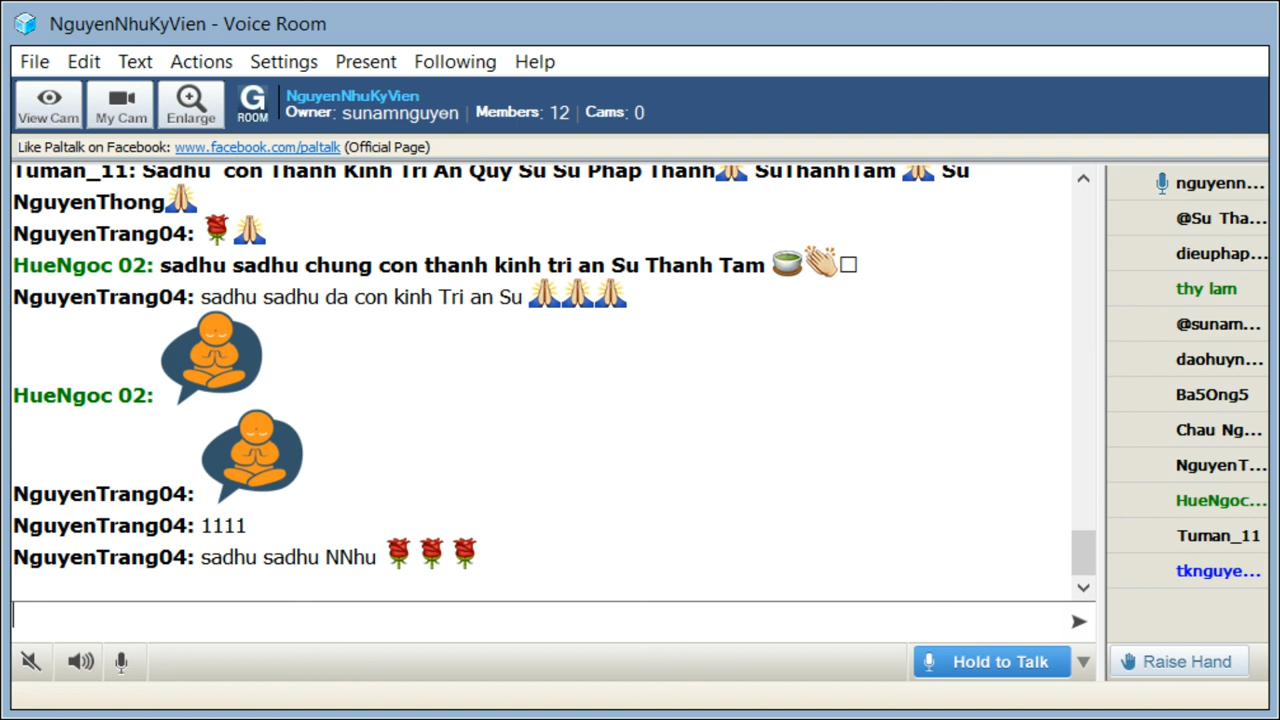 NguyenNhuKyVien - Voice Room
File Edit Text Actions Settings Present Following Help
View Cam My Cam Enlarge G ROOM
NguyenNhuKyVien
Owner: sunamnguyen | Members: 12 | Cams: 0
Like Paltalk on Facebook: www.facebook.com/paltalk (Official Page)
Tuman_11: Sadhu con Thanh Kinh Tri An Quy Su Su Phap Thanh🙏 SuThanhTam 🙏 Su
NguyenThong🙏
NguyenTrang04: 🌹🙏
HueNgoc 02: sadhu sadhu chung con thanh kinh tri an Su Thanh Tam 🍵👏□
NguyenTrang04: sadhu sadhu da con kinh Tri an Su 🙏🙏🙏
HueNgoc 02:
NguyenTrang04:
NguyenTrang04: 1111
NguyenTrang04: sadhu sadhu NNhu 🌹🌹🌹
Hold to Talk
nguyenn...
@Su Tha...
dieuphap...
thy lam
@sunam...
daohuyn...
Ba5Ong5
Chau Ng...
NguyenT...
HueNgoc...
Tuman_11
tknguye...
Raise Hand